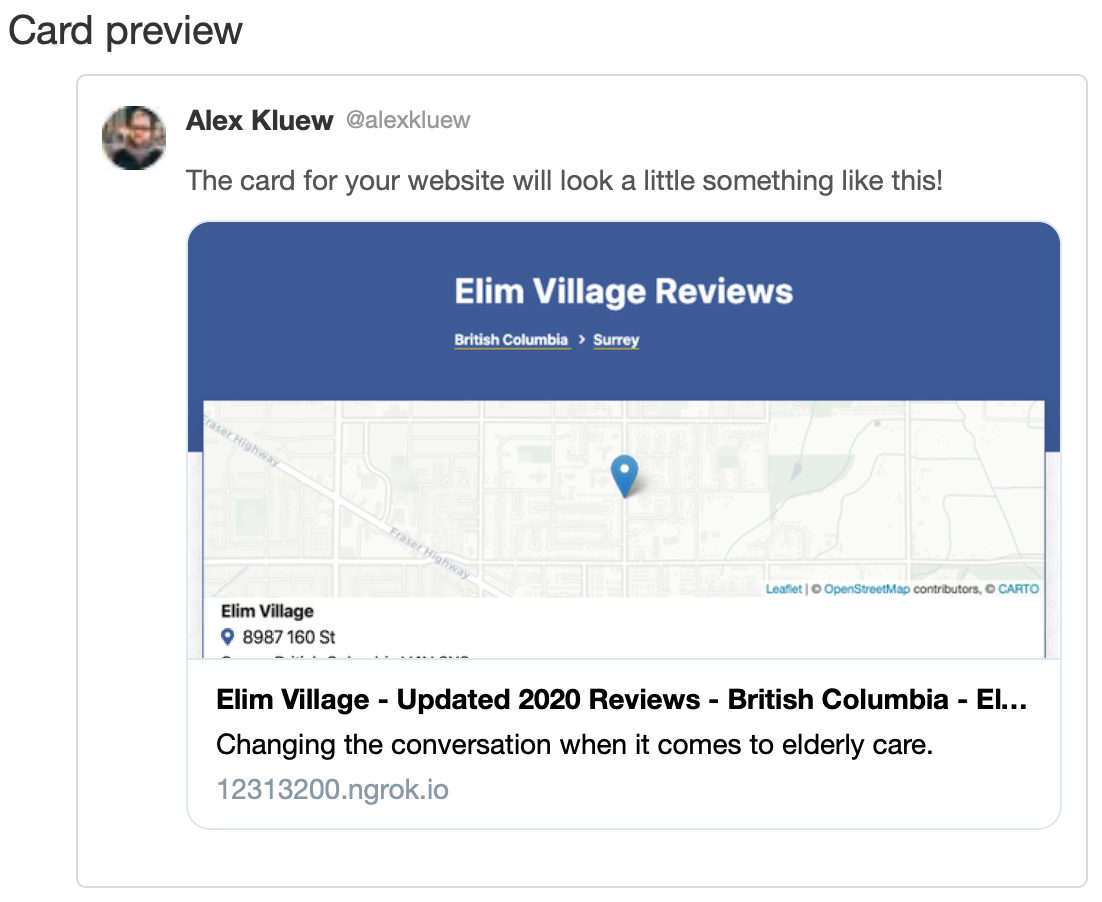 Card preview
Alex Kluew @alexkluew
The card for your website will look a little something like this!
Elim Village Reviews
British Columbia > Surrey
Fraser Highway
Fraser Highway
Leaflet | © OpenStreetMap contributors, © CARTO
Elim Village
8987 160 St
Elim Village - Updated 2020 Reviews - British Columbia - El...
Changing the conversation when it comes to elderly care.
12313200.ngrok.io